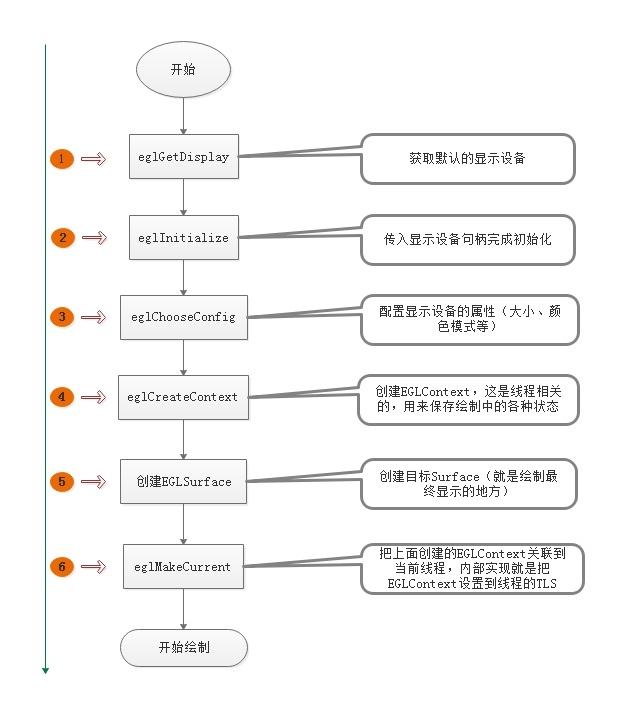 开始
1
eglGetDisplay
获取默认的显示设备
2
eglInitialize
传入显示设备句柄完成初始化
3
eglChooseConfig
配置显示设备的属性（大小、颜
色模式等）
4
eglCreateContext
创建EGLContext，这是线程相关
的，用来保存绘制中的各种状态
5
创建EGLSurface
创建目标Surface（就是绘制最
终显示的地方）
6
eglMakeCurrent
把上面创建的EGLContext关联到
当前线程，内部实现就是把
EGLContext设置到线程的TLS
开始绘制